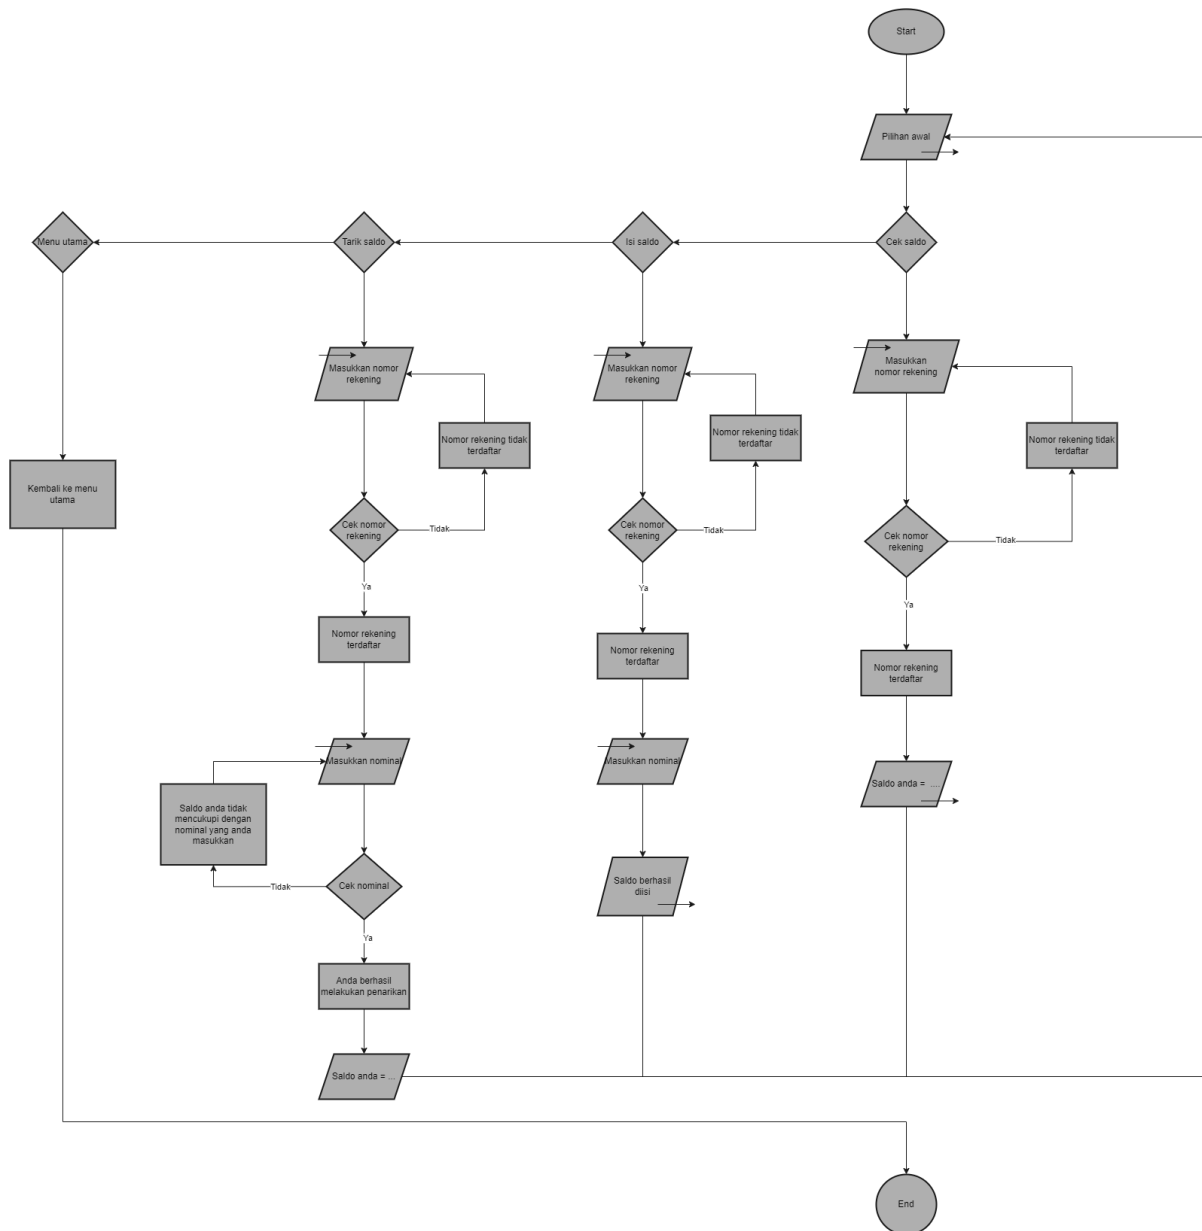 Start
Pilihan awal
Menu utama
Tarik saldo
Isi saldo
Cek saldo
Masukkan nomor
rekening
Masukkan nomor
rekening
Masukkan
nomor rekening
Nomor rekening tidak
terdaftar
Nomor rekening tidak
terdaftar
Nomor rekening tidak
terdaftar
Kembali ke menu
utama
Cek nomor
rekening
Tidak
Cek nomor
rekening
Tidak
Cek nomor
rekening
Tidak
Ya
Ya
Ya
Nomor rekening
terdaftar
Nomor rekening
terdaftar
Nomor rekening
terdaftar
Masukkan nominal
Masukkan nominal
Saldo anda = ....
Saldo anda tidak
mencukupi dengan
nominal yang anda
masukkan
Cek nominal
Tidak
Saldo berhasil
diisi
Ya
Anda berhasil
melakukan penarikan
Saldo anda = ...
End